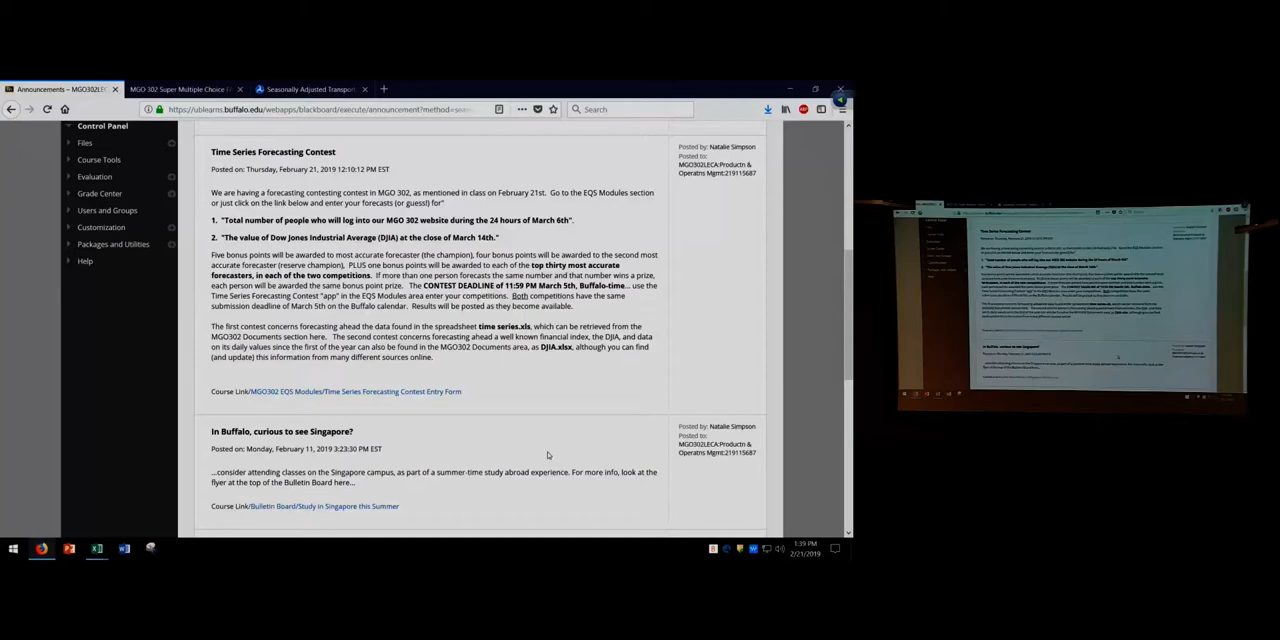 Announcements – MGO302LEC
MGO 302 Super Multiple Choice FA
Seasonally Adjusted Transport
https://ublearns.buffalo.edu/webapps/blackboard/execute/announcement?method=sea
Search
Control Panel
Files
Course Tools
Evaluation
Grade Center
Users and Groups
Customization
Packages and Utilities
Help
Time Series Forecasting Contest
Posted on: Thursday, February 21, 2019 12:10:12 PM EST
We are having a forecasting contesting contest in MGO 302, as mentioned in class on February 21st. Go to the EQS Modules section
or just click on the link below and enter your forecasts (or guess!) for"
1. "Total number of people who will log into our MGO 302 website during the 24 hours of March 6th".
2. "The value of Dow Jones Industrial Average (DJIA) at the close of March 14th."
Five bonus points will be awarded to most accurate forecaster (the champion), four bonus points will be awarded to the second most
accurate forecaster (reserve champion), PLUS one bonus points will be awarded to each of the top thirty most accurate
forecasters, in each of the two competitions. If more than one person forecasts the same number and that number wins a prize,
each person will be awarded the same bonus point prize. The CONTEST DEADLINE of 11:59 PM March 5th, Buffalo-time... use the
Time Series Forecasting Contest "app" in the EQS Modules area enter your competitions. Both competitions have the same
submission deadline of March 5th on the Buffalo calendar. Results will be posted as they become available.
The first contest concerns forecasting ahead the data found in the spreadsheet time series.xls, which can be retrieved from the
MGO302 Documents section here. The second contest concerns forecasting ahead a well known financial index, the DJIA, and data
on its daily values since the first of the year can also be found in the MGO302 Documents area, as DJIA.xlsx, although you can find
(and update) this information from many different sources online.
Course Link/MGO302 EQS Modules/Time Series Forecasting Contest Entry Form
Posted by: Natalie Simpson
Posted to:
MGO302LECA:Productn &
Operatns Mgmt:219115687
In Buffalo, curious to see Singapore?
Posted on: Monday, February 11, 2019 3:23:30 PM EST
...consider attending classes on the Singapore campus, as part of a summer-time study abroad experience. For more info, look at the
flyer at the top of the Bulletin Board here...
Course Link/Bulletin Board/Study in Singapore this Summer
Posted by: Natalie Simpson
Posted to:
MGO302LECA:Productn &
Operatns Mgmt:219115687
1:39 PM
2/21/2019
Time Series Forecasting Contest
In Buffalo, curious to see Singapore?